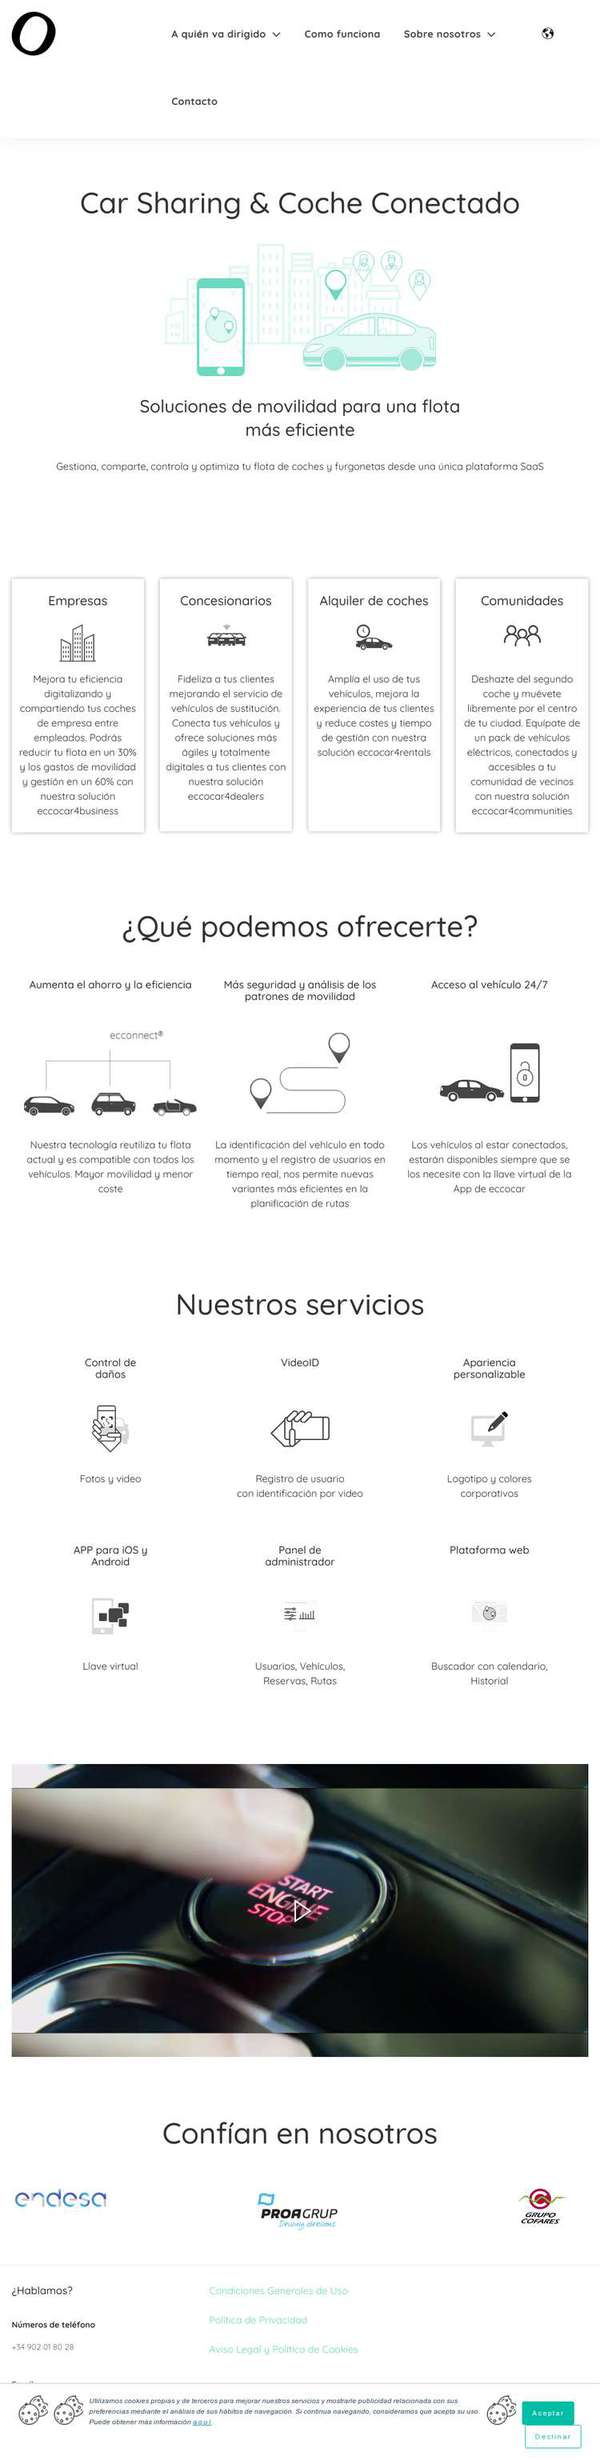 A quién va dirigido
Como funciona
Sobre nosotros
Contacto
Car Sharing & Coche Conectado
Soluciones de movilidad para una flota
más eficiente
Gestiona, comparte, controla y optimiza tu flota de coches y furgonetas desde una única plataforma SaaS
Empresas
Mejora tu eficiencia
digitalizando y
compartiendo tus coches
de empresa entre
empleados. Podrás
reducir tu flota en un 30%
y los gastos de movilidad
y gestión en un 60% con
nuestra solución
eccocar4business
Concesionarios
Fideliza a tus clientes
mejorando el servicio de
vehículos de sustitución.
Conecta tus vehículos y
ofrece soluciones más
ágiles y totalmente
digitales a tus clientes con
nuestra solución
eccocar4dealers
Alquiler de coches
Amplía el uso de tus
vehículos, mejora la
experiencia de tus clientes
y reduce costes y tiempo
de gestión con nuestra
solución eccocar4rentals
Comunidades
Deshazte del segundo
coche y muévete
libremente por el centro
de tu ciudad. Equípate de
un pack de vehículos
eléctricos, conectados y
accesibles a tu
comunidad de vecinos
con nuestra solución
eccocar4communities
¿Qué podemos ofrecerte?
Aumenta el ahorro y la eficiencia
ecconnect®
Nuestra tecnología reutiliza tu flota
actual y es compatible con todos los
vehículos. Mayor movilidad y menor
coste
Más seguridad y análisis de los
patrones de movilidad
La identificación del vehículo en todo
momento y el registro de usuarios en
tiempo real, nos permite nuevas
variantes más eficientes en la
planificación de rutas
Acceso al vehículo 24/7
Los vehículos al estar conectados,
estarán disponibles siempre que se
los necesite con la llave virtual de la
App de eccocar
Nuestros servicios
Control de
daños
Fotos y video
VideoID
Registro de usuario
con identificación por video
Apariencia
personalizable
Logotipo y colores
corporativos
APP para iOS y
Android
Llave virtual
Panel de
administrador
Usuarios, Vehículos,
Reservas, Rutas
Plataforma web
Buscador con calendario,
Historial
START
ENGINE
STOP
Confían en nosotros
endesa
PROAGRUP
Driving dreams
GRUPO
COFARES
¿Hablamos?
Números de teléfono
+34 902 01 80 28
Condiciones Generales de Uso
Política de Privacidad
Aviso Legal y Política de Cookies
Utilizamos cookies propias y de terceros para mejorar nuestros servicios y mostrarle publicidad relacionada con sus
preferencias mediante el análisis de sus hábitos de navegación. Si continua navegando, consideramos que acepta su uso.
Puede obtener más información aquí
Aceptar
Declinar